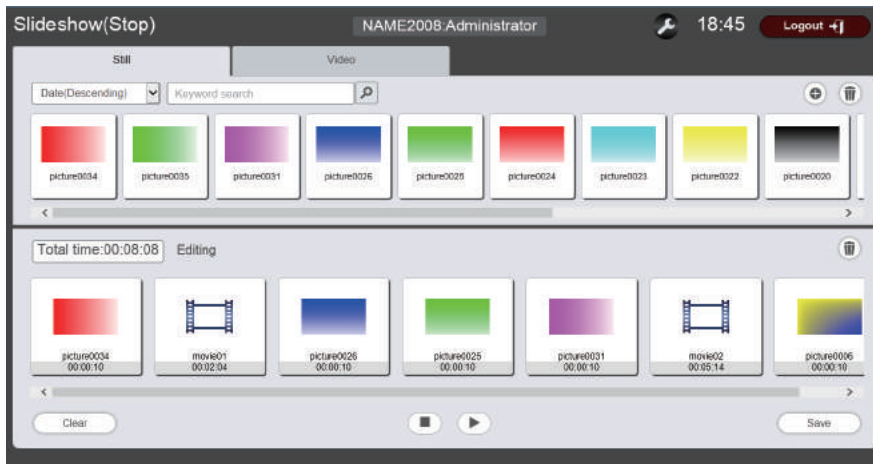 Slideshow(Stop) NAME2008:Administrator 18:45 Logout
Still Video
Date(Descending) Keyword search
picture0034 picture0035 picture0031 picture0026 picture0025 picture0024 picture0023 picture0022 picture0020
Total time:00:08:08 Editing
picture0034 movie01 picture0026 picture0025 picture0031 movie02 picture0006
00:00:10 00:02:04 00:00:10 00:00:10 00:00:10 00:05:14 00:00:10
Clear Save